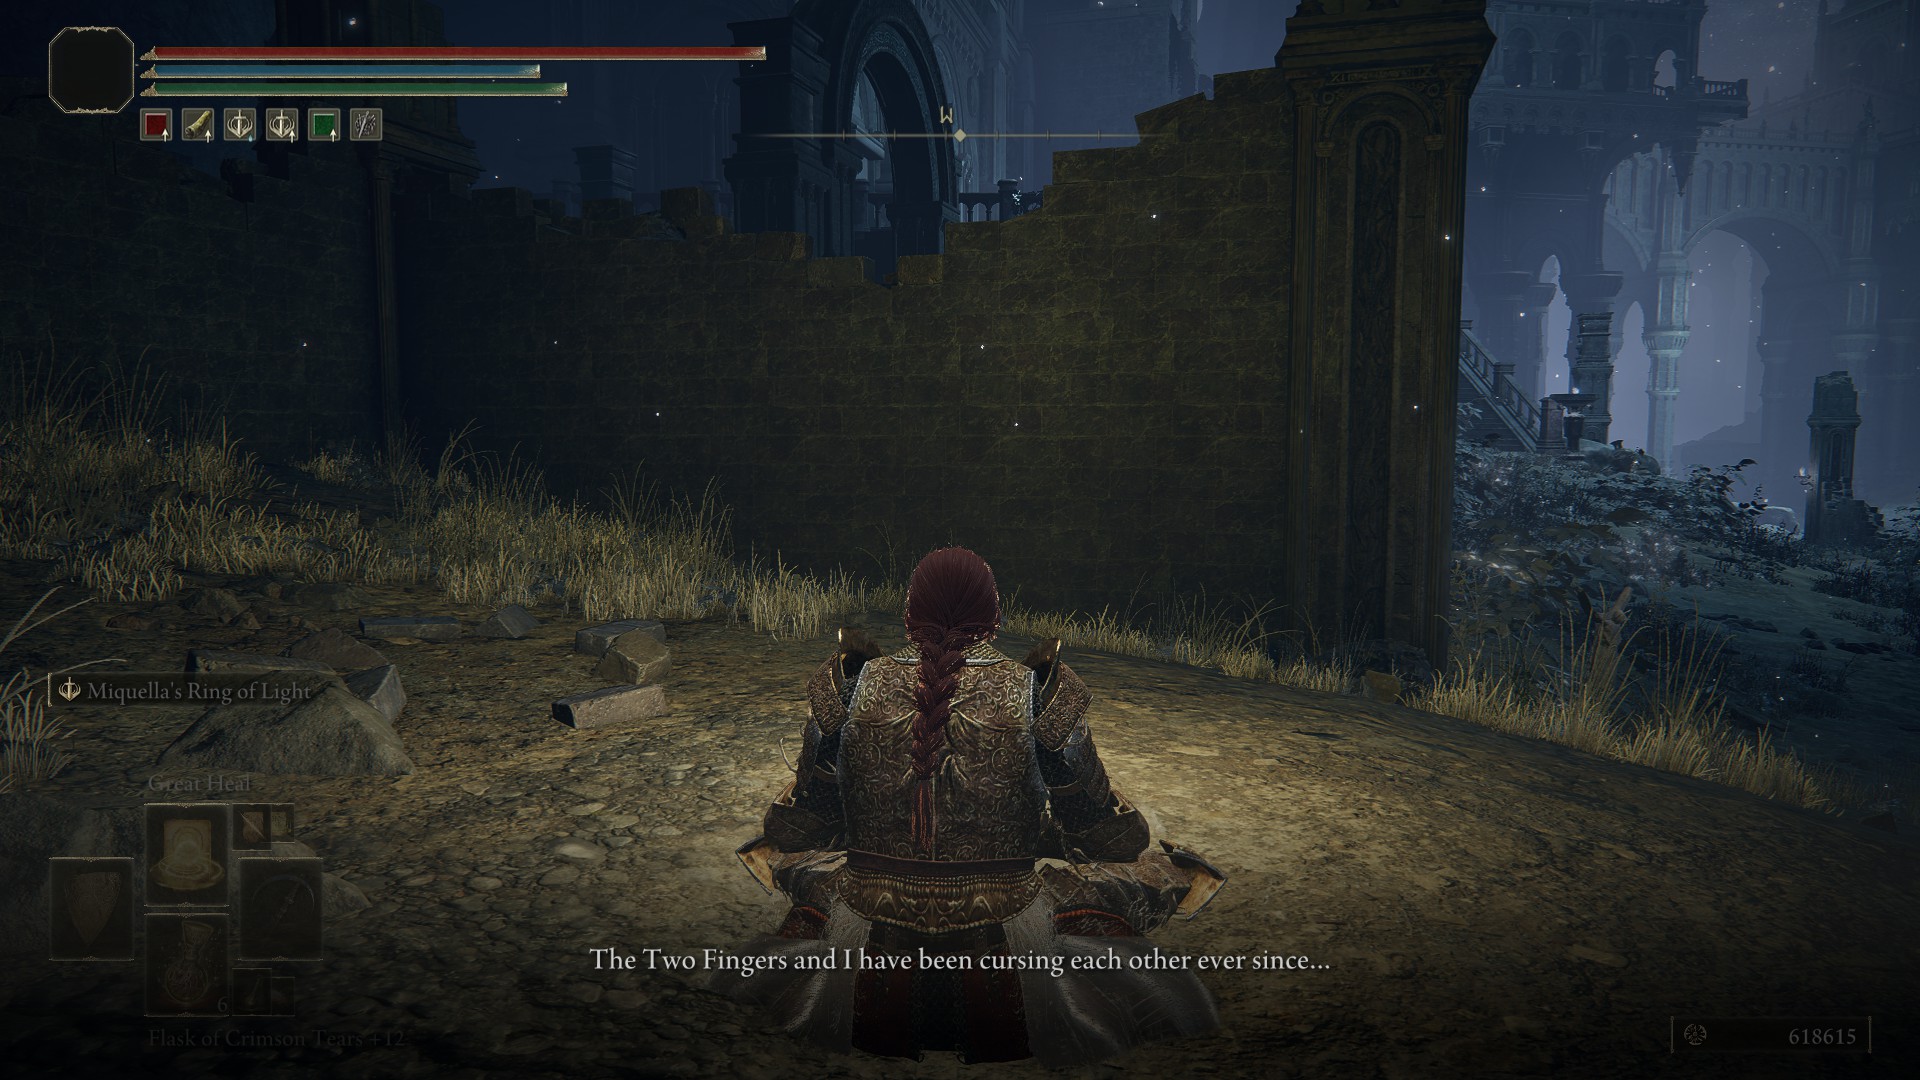 W
Miquella's Ring of Light
Great Heal
The Two Fingers and I have been cursing each other ever since...
6
Flask of Crimson Tears +12
618615